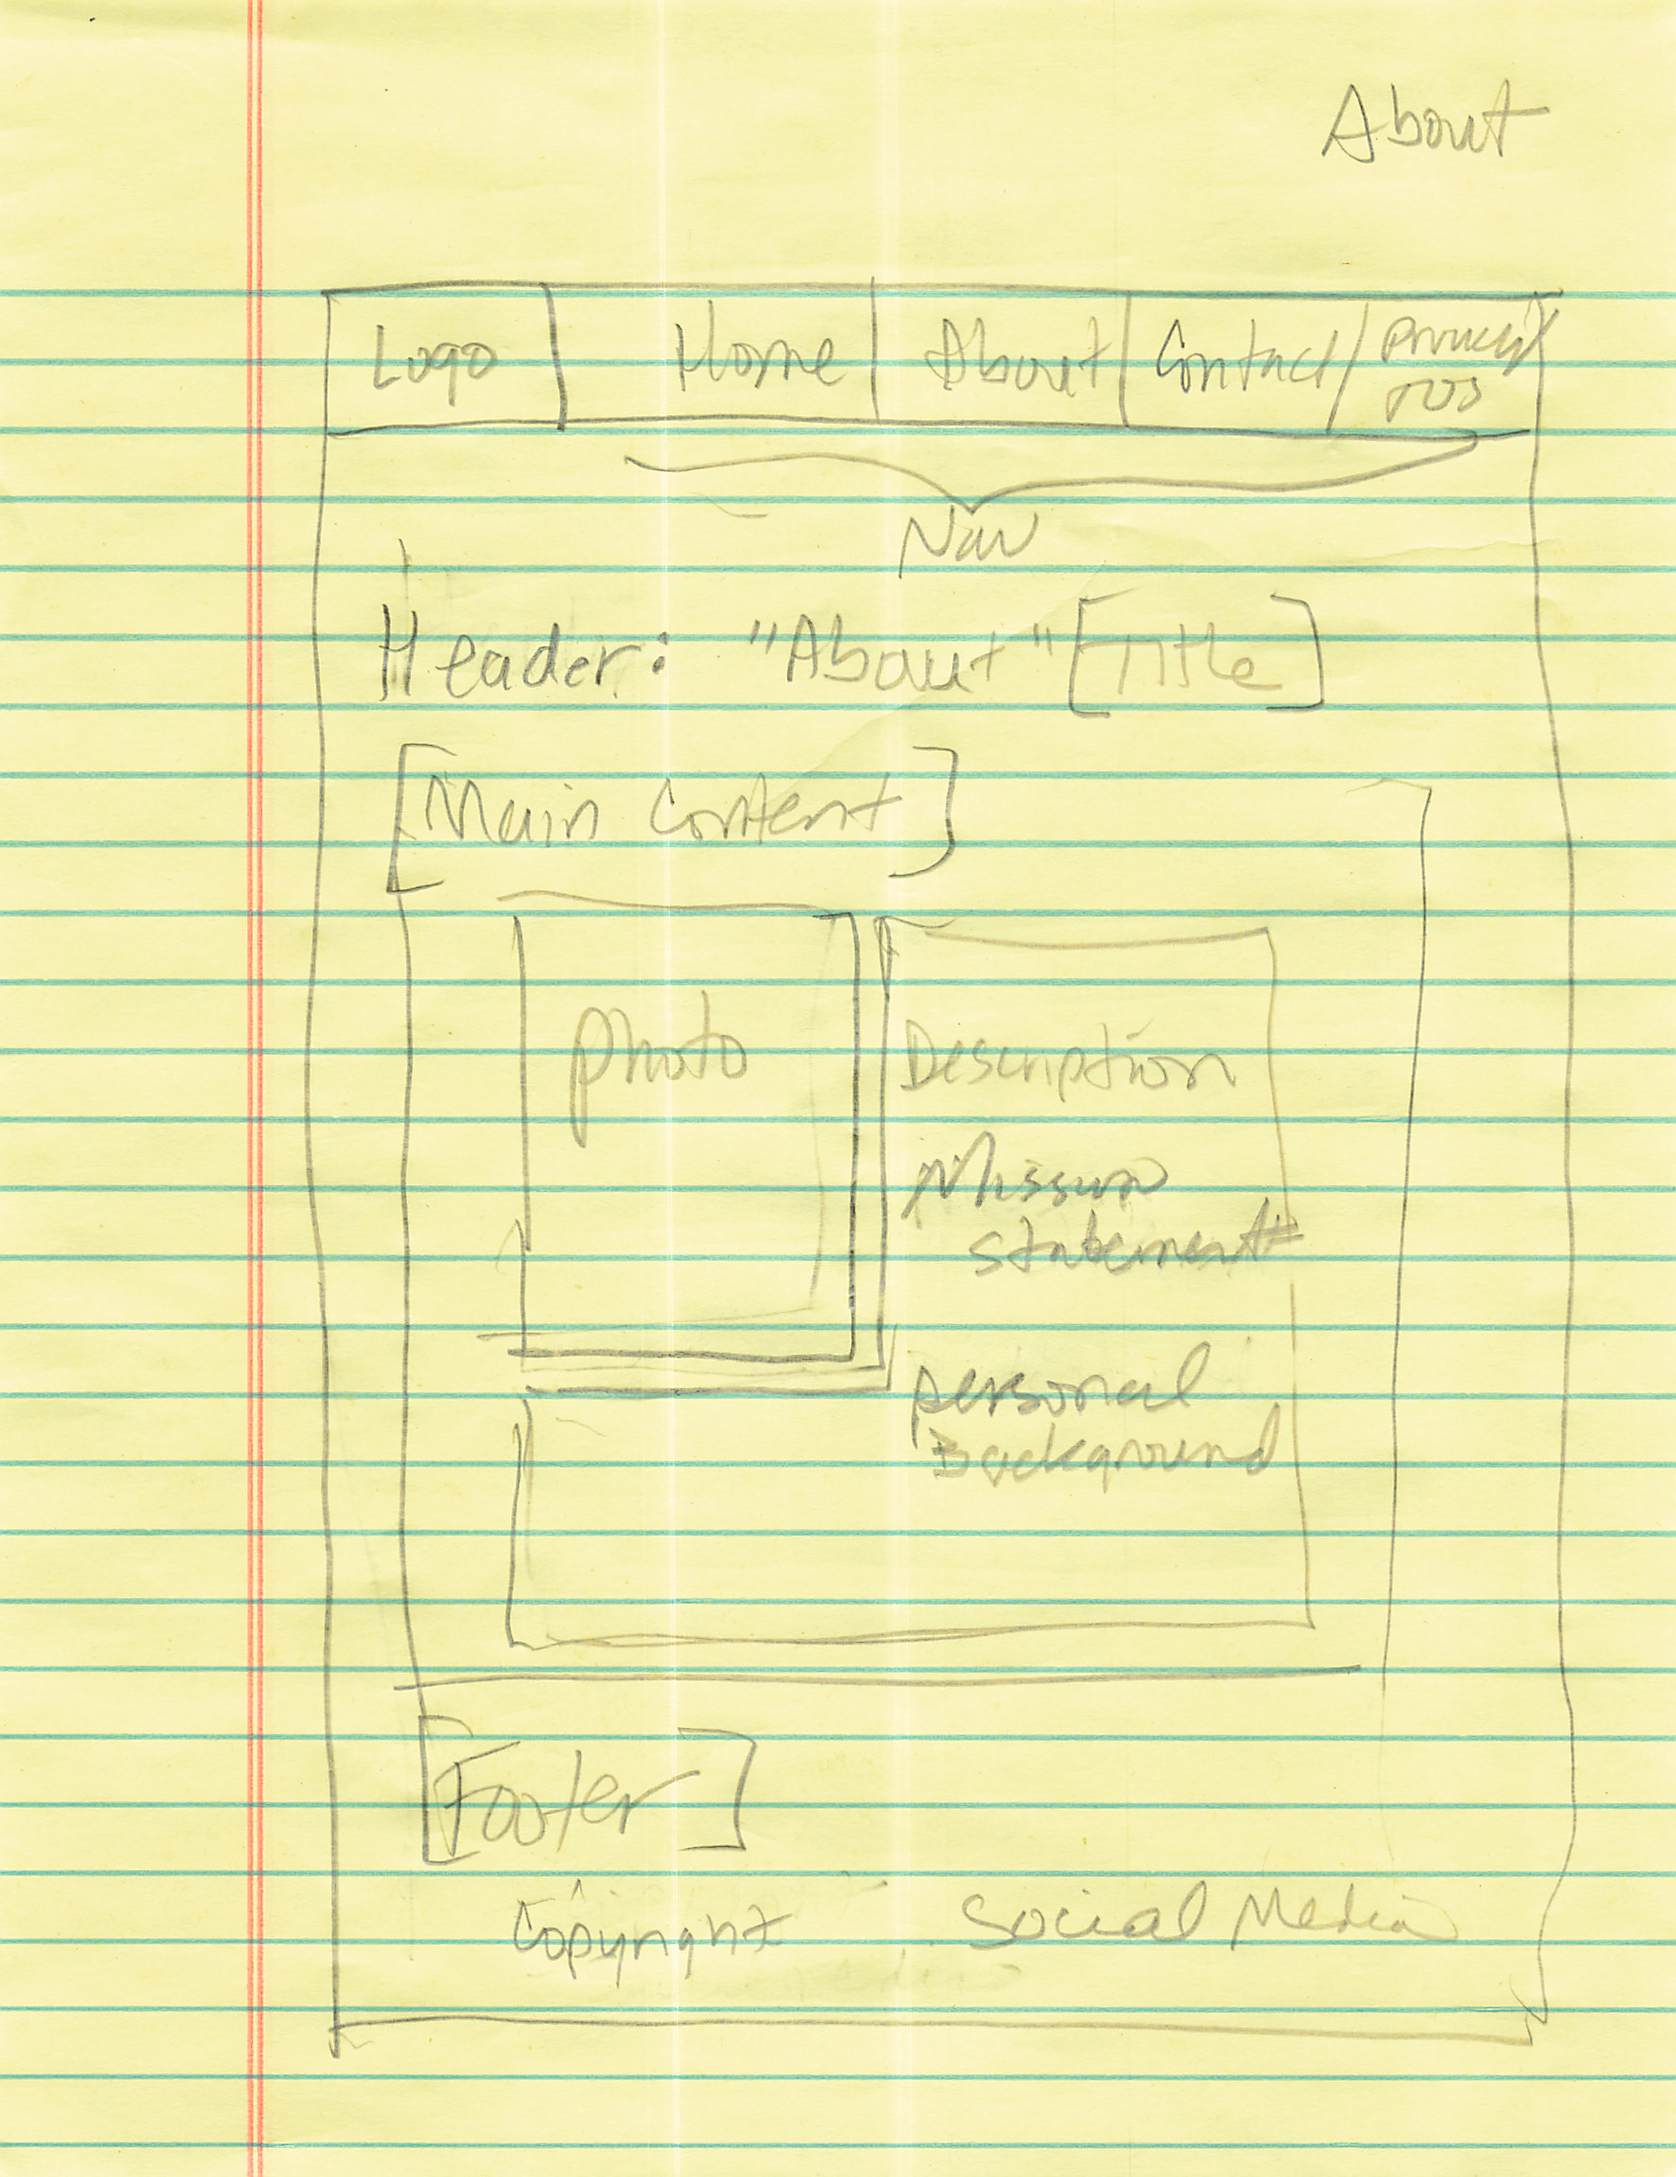 About
Logo Home About Contact Privacy
TOS
Nav
Header: "About" [Title]
[Main Content]
photo
Description
Mission
statement
personal
Background
[Footer]
Copyright Social Media